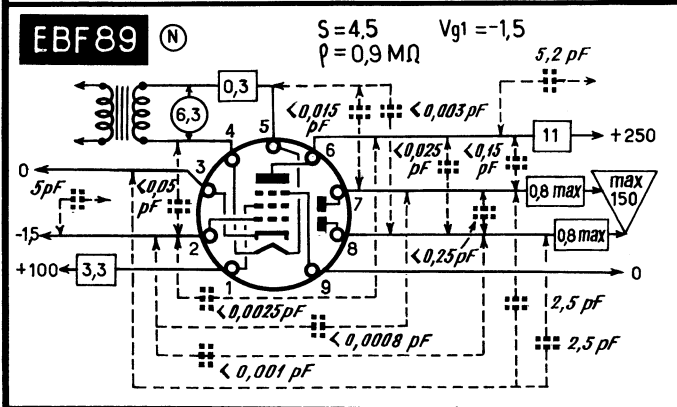 EBF89 N S=4,5 Vg1=-1,5
ρ=0,9 MΩ
5,2 pF
0,3
6,3
<0,015 pF
<0,003 pF
4 5 6
<0,025 pF
<0,15 pF
11 +250
0
3
5pF
<0,05 pF
7
0,8 max
max 150
-1,5
2
8
<0,25pF
0,8 max
+100 3,3
1
9
0
<0,0025 pF
2,5 pF
<0,0008 pF
2,5 pF
<0,001 pF